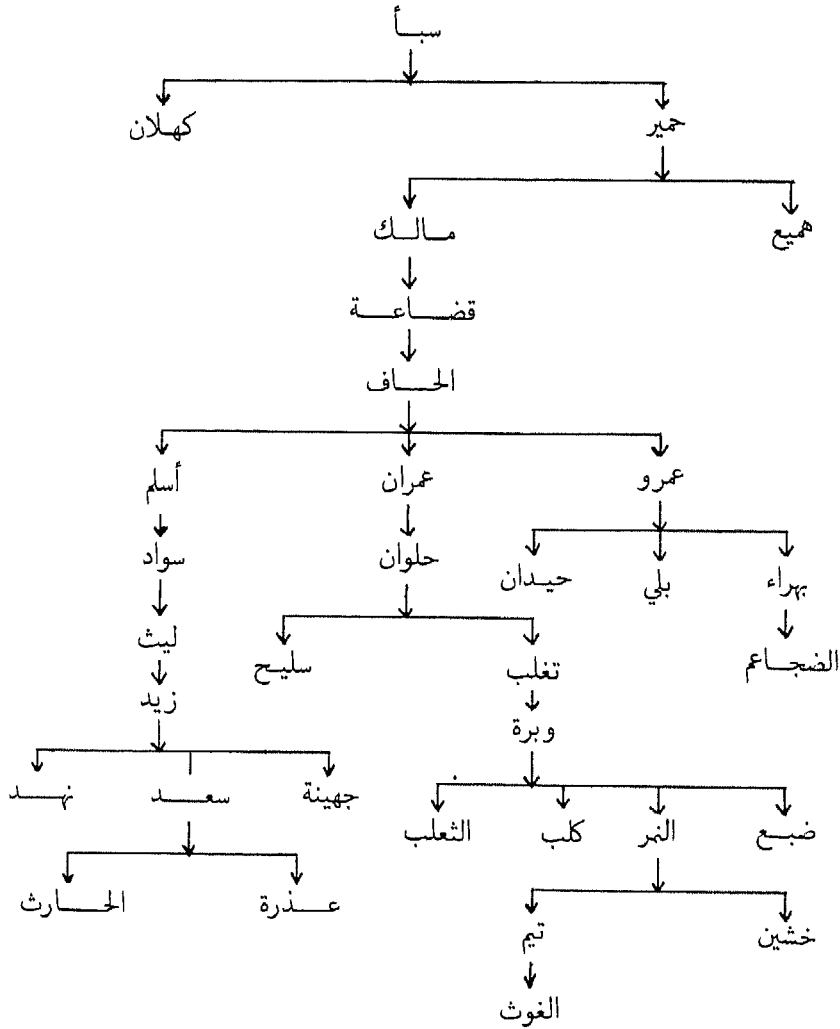 سبأ
حمير كهلان
هميع مالك
قضاعة
الحاف
عمرو عمران أسلم
بهراء بلي حيدان حلوان سواد
الضجاعم تغلب سليح ليث
وبرة زيد
جهينة سعد نهد
ضبع النمر كلب الثعلب
عذرة الحارث
خشين تيم
الغوث